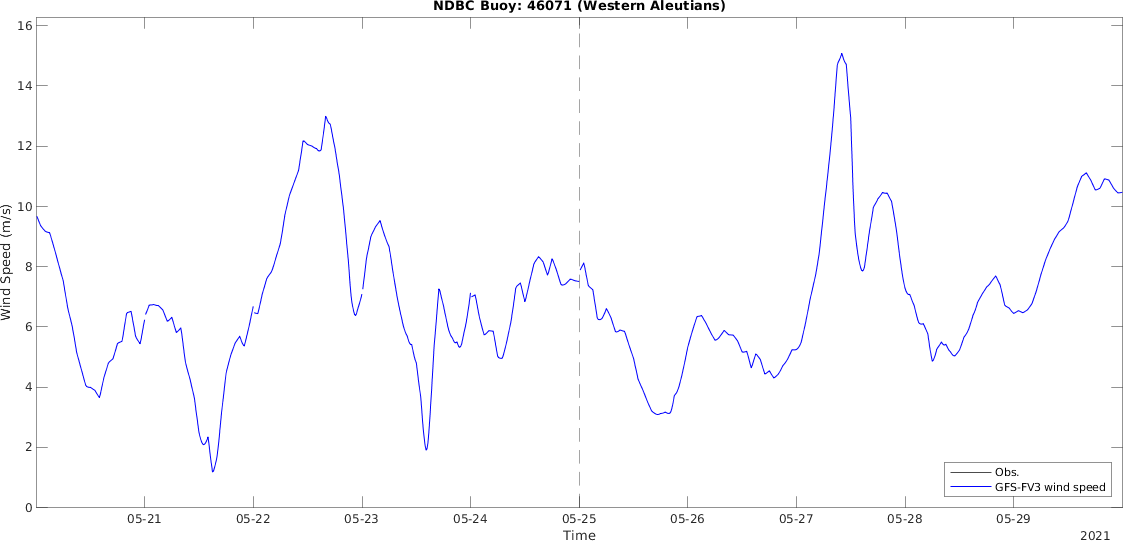 NDBC Buoy: 46071 (Western Aleutians)
16
14
12
10
8
6
4
2
0
Wind Speed (m/s)
Obs.
GFS-FV3 wind speed
05-21 05-22 05-23 05-24 05-25 05-26 05-27 05-28 05-29
Time
2021